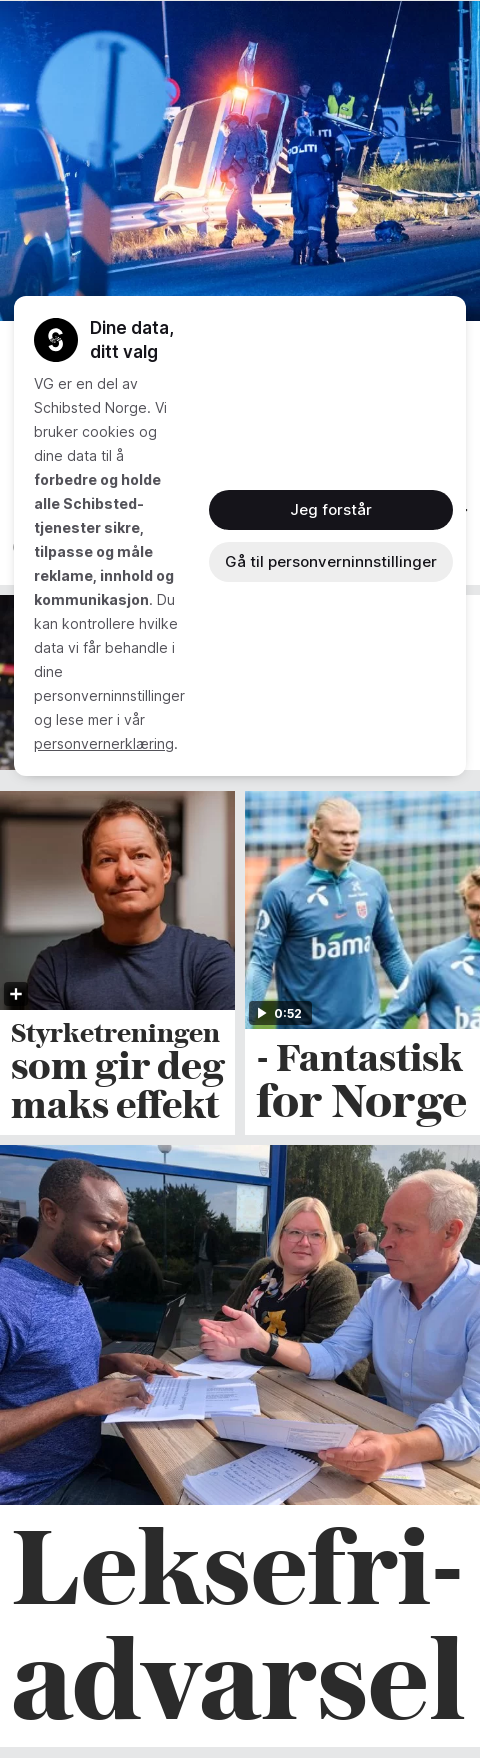 POLITI
Dine data,
ditt valg
VG er en del av
Schibsted Norge. Vi
bruker cookies og
dine data til å
forbedre og holde
alle Schibsted-
tjenester sikre,
tilpasse og måle
reklame, innhold og
kommunikasjon. Du
kan kontrollere hvilke
data vi får behandle i
dine
personverninnstillinger
og lese mer i vår
personvernerklæring.
Jeg forstår
Gå til personverninnstillinger
bama
0:52
Styrketreningen
som gir deg
maks effekt
- Fantastisk
for Norge
Leksefri-
advarsel